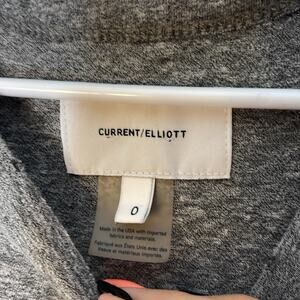 CURRENT/ELLIOTT
0
Made in the USA with imported
fabrics and materials.
Fabriqué aux États Unis avec des
tissus et matériaux importés.